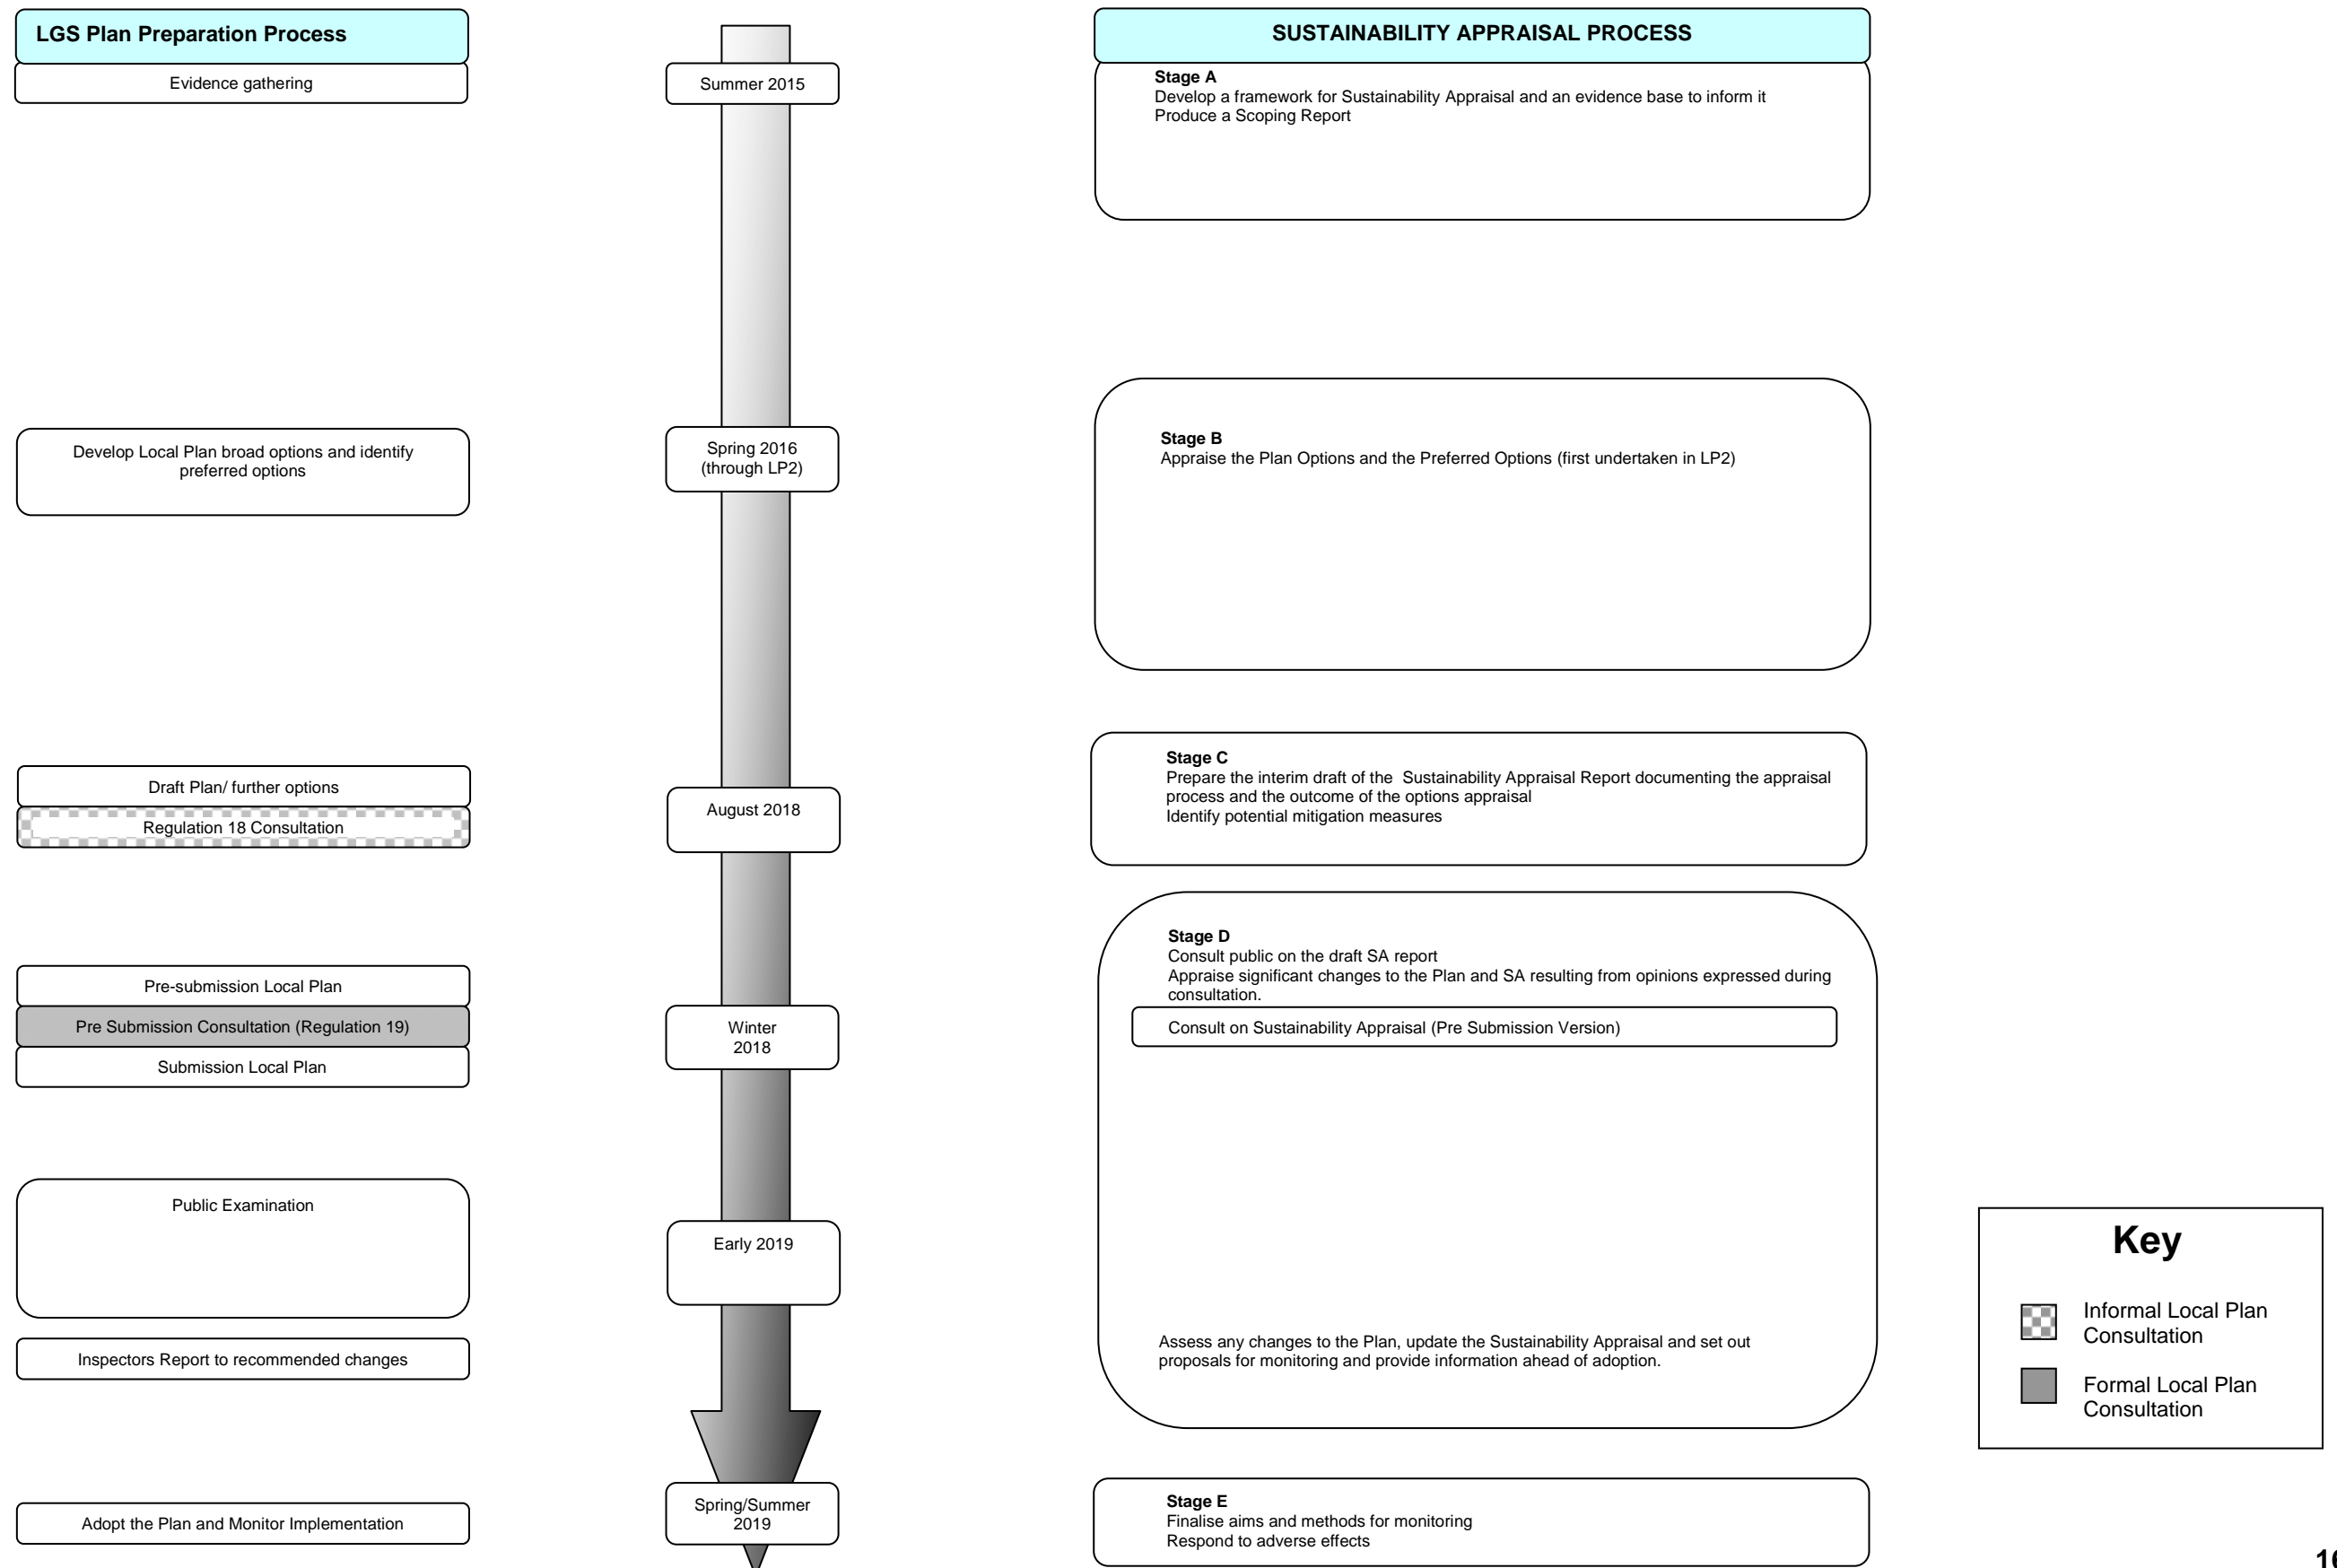 LGS Plan Preparation Process
Evidence gathering
Develop Local Plan broad options and identify
preferred options
Draft Plan/ further options
Regulation 18 Consultation
Pre-submission Local Plan
Pre Submission Consultation (Regulation 19)
Submission Local Plan
Public Examination
Inspectors Report to recommended changes
Adopt the Plan and Monitor Implementation
Summer 2015
Spring 2016
(through LP2)
August 2018
Winter
2018
Early 2019
Spring/Summer
2019
SUSTAINABILITY APPRAISAL PROCESS
Stage A
Develop a framework for Sustainability Appraisal and an evidence base to inform it
Produce a Scoping Report
Stage B
Appraise the Plan Options and the Preferred Options (first undertaken in LP2)
Stage C
Prepare the interim draft of the  Sustainability Appraisal Report documenting the appraisal
process and the outcome of the options appraisal
Identify potential mitigation measures
Stage D
Consult public on the draft SA report
Appraise significant changes to the Plan and SA resulting from opinions expressed during
consultation.
Consult on Sustainability Appraisal (Pre Submission Version)
Assess any changes to the Plan, update the Sustainability Appraisal and set out
proposals for monitoring and provide information ahead of adoption.
Stage E
Finalise aims and methods for monitoring
Respond to adverse effects
Key
Informal Local Plan
Consultation
Formal Local Plan
Consultation